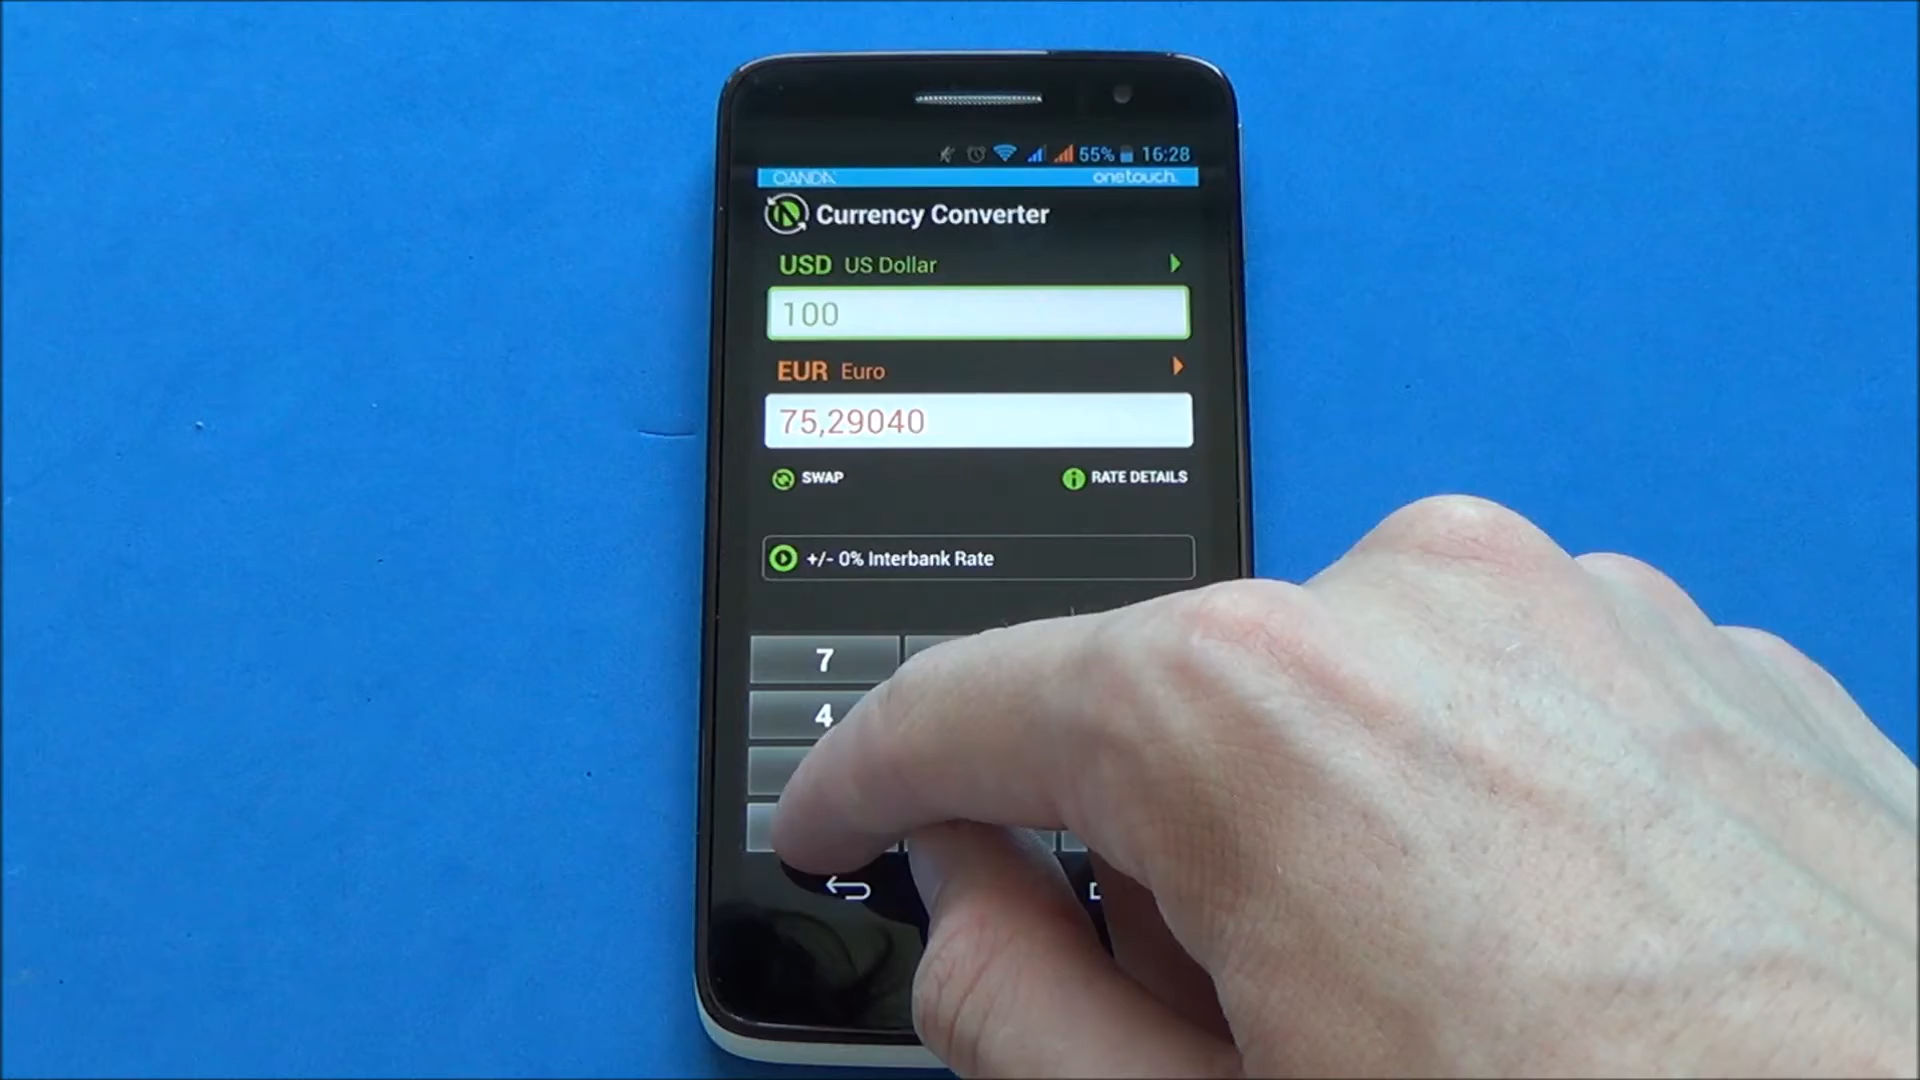 55% 16:28
OANDA onetouch
Currency Converter
USD US Dollar
100
EUR Euro
75,29040
SWAP RATE DETAILS
+/- 0% Interbank Rate
7
4